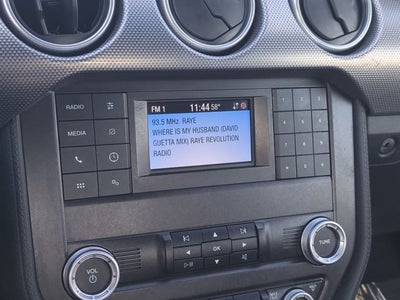 FM 1 11:44 58°
93.5 MHz RAYE
WHERE IS MY HUSBAND (DAVID
GUETTA MIX) RAYE REVOLUTION
RADIO
RADIO
MEDIA
OK
VOL
TUNE